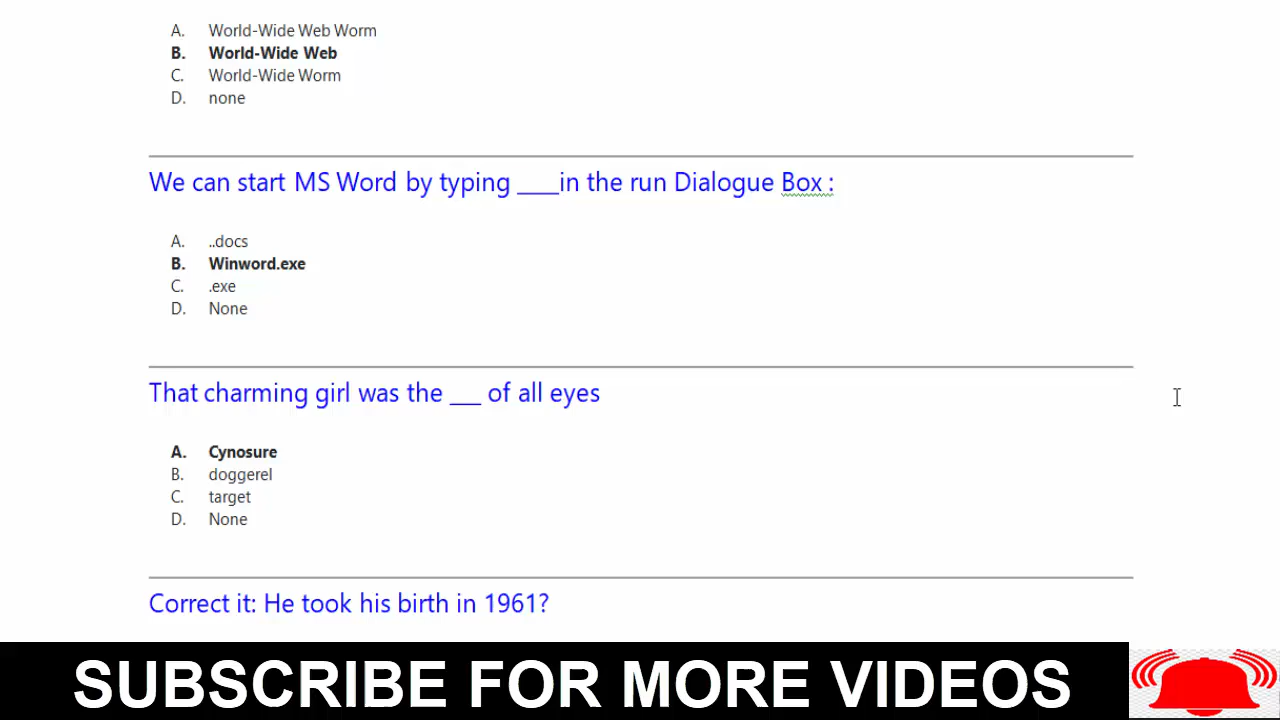 A. World-Wide Web Worm
B. World-Wide Web
C. World-Wide Worm
D. none
We can start MS Word by typing ____in the run Dialogue Box :
A. ..docs
B. Winword.exe
C. .exe
D. None
That charming girl was the ___ of all eyes
A. Cynosure
B. doggerel
C. target
D. None
Correct it: He took his birth in 1961?
SUBSCRIBE FOR MORE VIDEOS